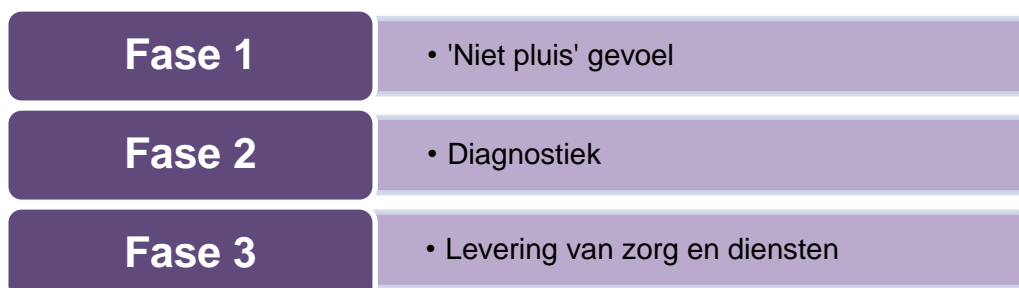 Fase 1
• 'Niet pluis' gevoel
Fase 2
• Diagnostiek
Fase 3
• Levering van zorg en diensten